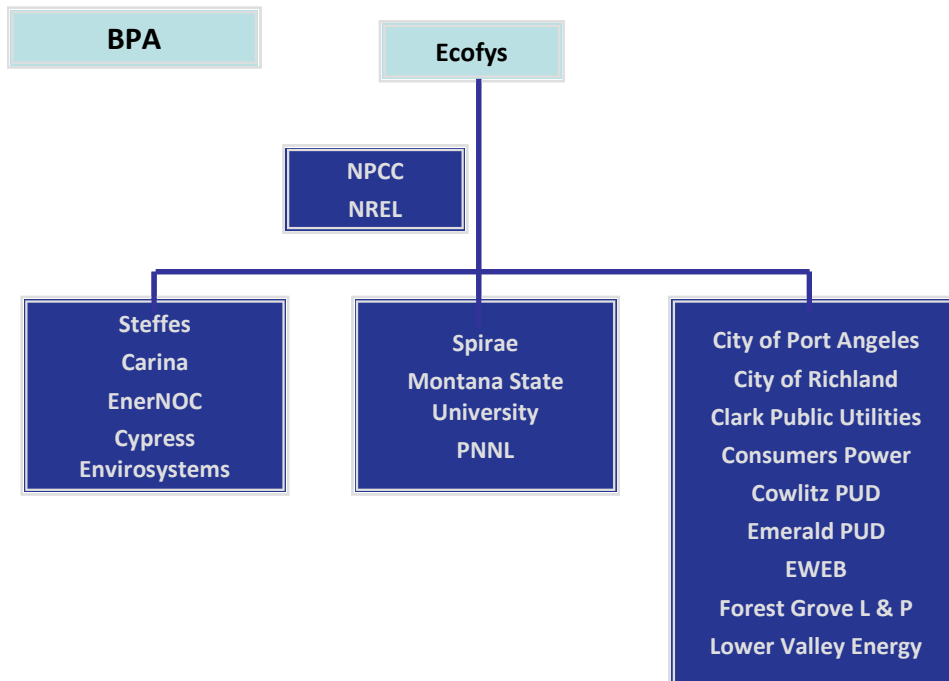 BPA
Ecofys
NPCC
NREL
Steffes
Carina
EnerNOC
Cypress
Envirosystems
Spirae
Montana State
University
PNNL
City of Port Angeles
City of Richland
Clark Public Utilities
Consumers Power
Cowlitz PUD
Emerald PUD
EWEB
Forest Grove L & P
Lower Valley Energy